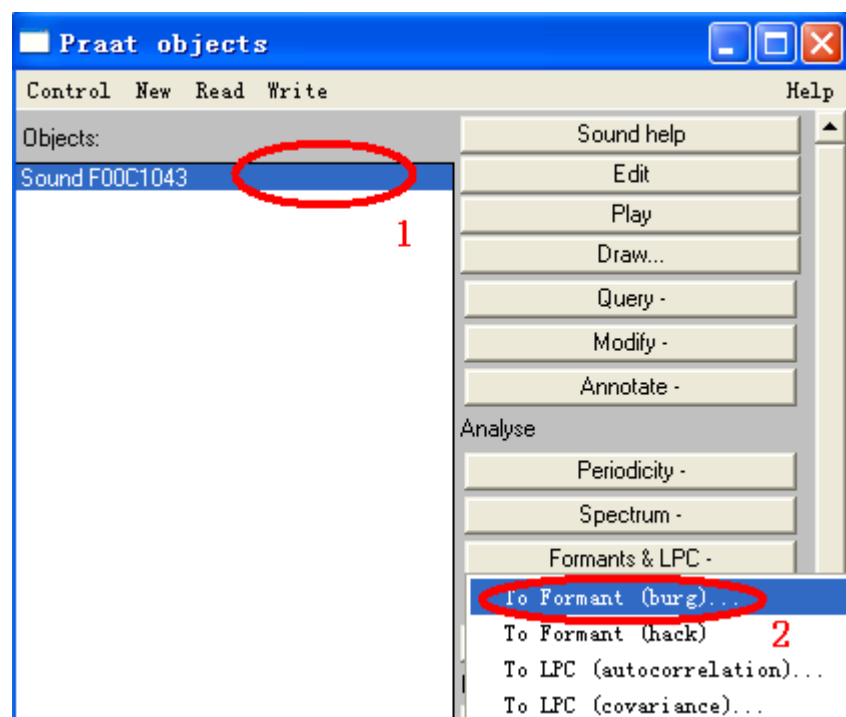 Praat objects
Control New Read Write Help
Objects:
Sound F00C1043
1
Sound help
Edit
Play
Draw...
Query -
Modify -
Annotate -
Analyse
Periodicity -
Spectrum -
Formants & LPC -
To Formant (burg)...
To Formant (hack)
2
To LPC (autocorrelation)...
To LPC (covariance)...